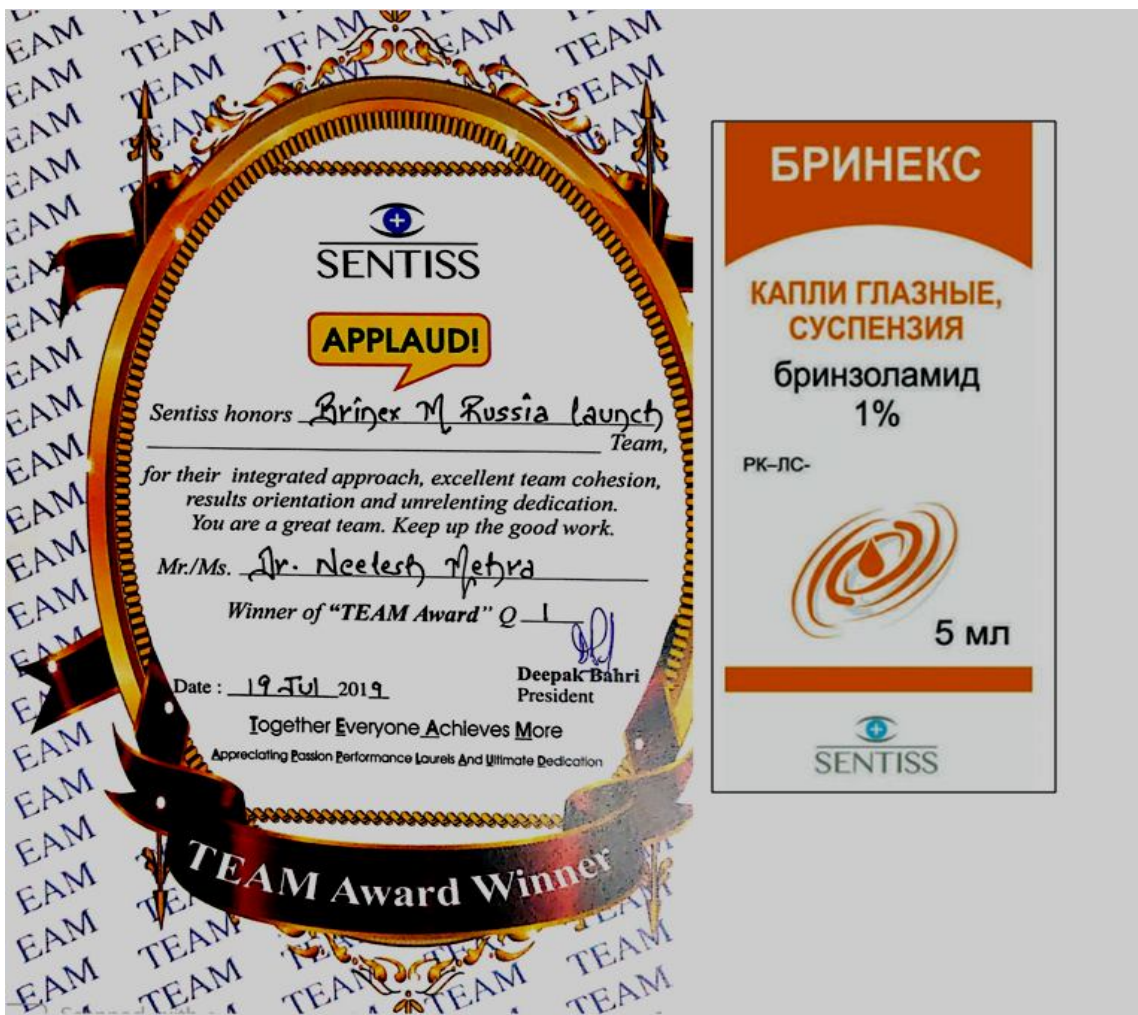 SENTISS
APPLAUD!
Sentiss honors Brinex M Russia launch
Team,
for their integrated approach, excellent team cohesion,
results orientation and unrelenting dedication.
You are a great team. Keep up the good work.
Mr./Ms. Dr. Neelesh Mehra
Winner of "TEAM Award" Q 1
Date : 19 Jul 2019
Deepak Bahri
President
Together Everyone Achieves More
Appreciating Passion Performance Laurels And Ultimate Dedication
TEAM Award Winner
БРИНЕКС
КАПЛИ ГЛАЗНЫЕ,
СУСПЕНЗИЯ
бринзоламид
1%
РК–ЛС-
5 мл
SENTISS